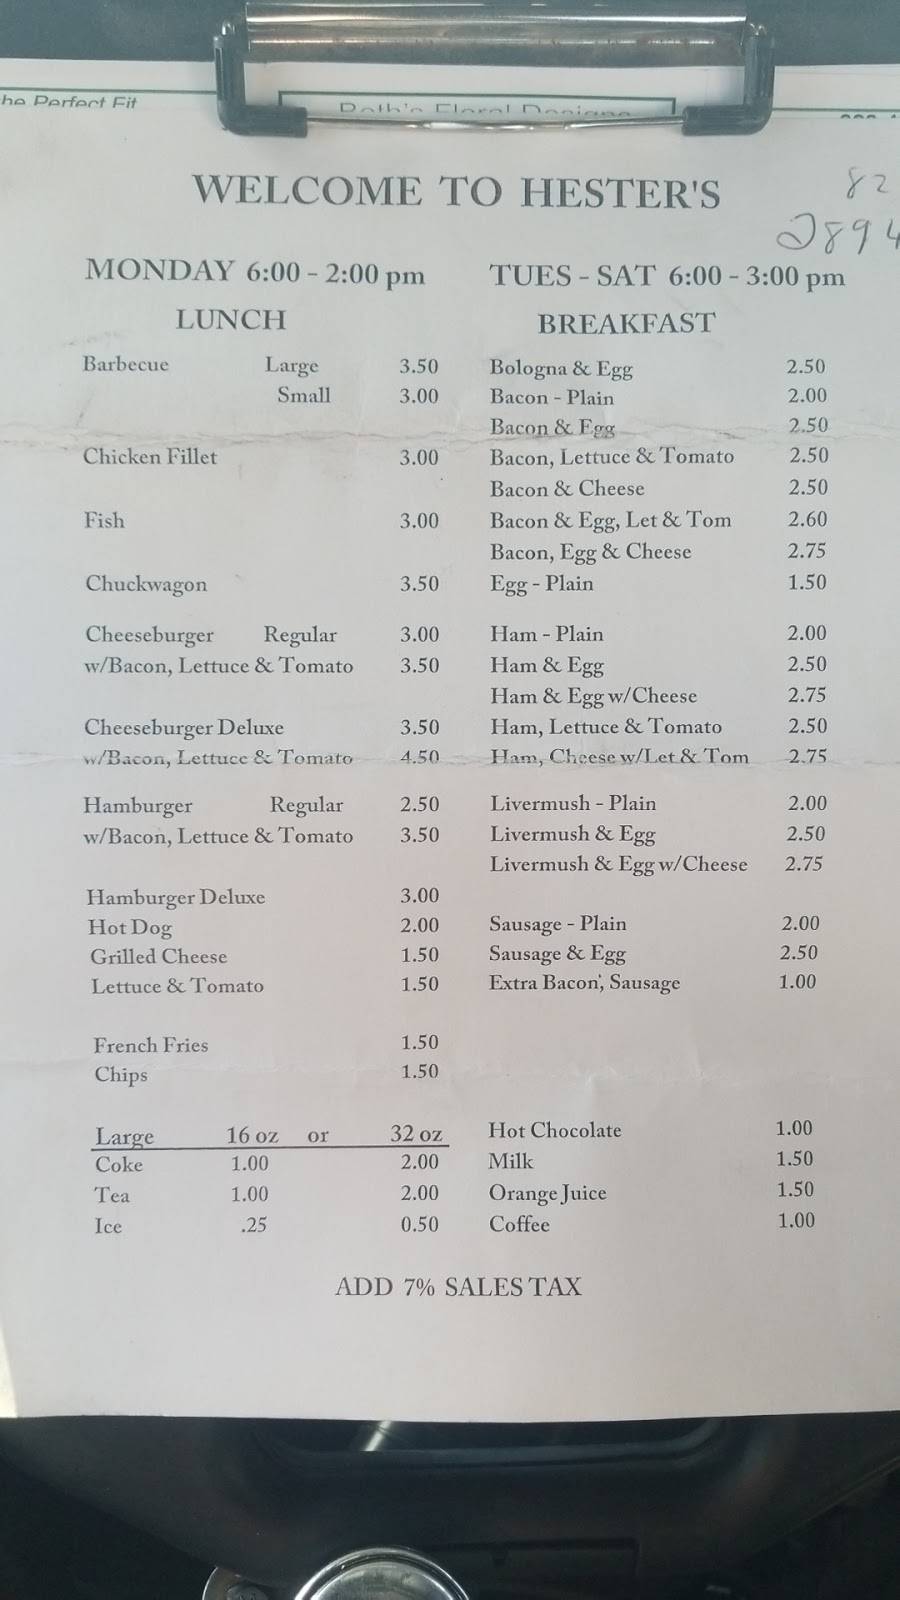 he Perfect Fit
Beth's Floral Designs
WELCOME TO HESTER'S
82
2894
MONDAY 6:00 - 2:00 pm
TUES - SAT 6:00 - 3:00 pm
LUNCH
Barbecue Large 3.50
Small 3.00
Chicken Fillet 3.00
Fish 3.00
Chuckwagon 3.50
Cheeseburger Regular 3.00
w/Bacon, Lettuce & Tomato 3.50
Cheeseburger Deluxe 3.50
w/Bacon, Lettuce & Tomato 4.50
Hamburger Regular 2.50
w/Bacon, Lettuce & Tomato 3.50
Hamburger Deluxe 3.00
Hot Dog 2.00
Grilled Cheese 1.50
Lettuce & Tomato 1.50
French Fries 1.50
Chips 1.50
Large 16 oz or 32 oz
Coke 1.00 2.00
Tea 1.00 2.00
Ice .25 0.50
BREAKFAST
Bologna & Egg 2.50
Bacon - Plain 2.00
Bacon & Egg 2.50
Bacon, Lettuce & Tomato 2.50
Bacon & Cheese 2.50
Bacon & Egg, Let & Tom 2.60
Bacon, Egg & Cheese 2.75
Egg - Plain 1.50
Ham - Plain 2.00
Ham & Egg 2.50
Ham & Egg w/Cheese 2.75
Ham, Lettuce & Tomato 2.50
Ham, Cheese w/Let & Tom 2.75
Livermush - Plain 2.00
Livermush & Egg 2.50
Livermush & Egg w/Cheese 2.75
Sausage - Plain 2.00
Sausage & Egg 2.50
Extra Bacon, Sausage 1.00
Hot Chocolate 1.00
Milk 1.50
Orange Juice 1.50
Coffee 1.00
ADD 7% SALES TAX